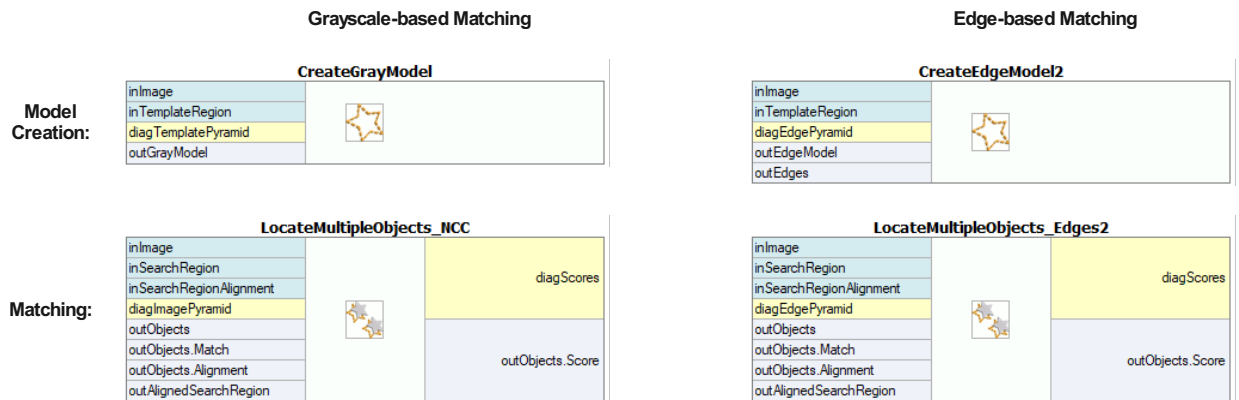 Grayscale-based Matching
Edge-based Matching
Model
Creation:
CreateGrayModel
inImage
inTemplateRegion
diagTemplatePyramid
outGrayModel
CreateEdgeModel2
inImage
inTemplateRegion
diagEdgePyramid
outEdgeModel
outEdges
Matching:
LocateMultipleObjects_NCC
inImage
inSearchRegion
inSearchRegionAlignment
diagImagePyramid
outObjects
outObjects.Match
outObjects.Alignment
outAlignedSearchRegion
diagScores
outObjects.Score
LocateMultipleObjects_Edges2
inImage
inSearchRegion
inSearchRegionAlignment
diagEdgePyramid
outObjects
outObjects.Match
outObjects.Alignment
outAlignedSearchRegion
diagScores
outObjects.Score